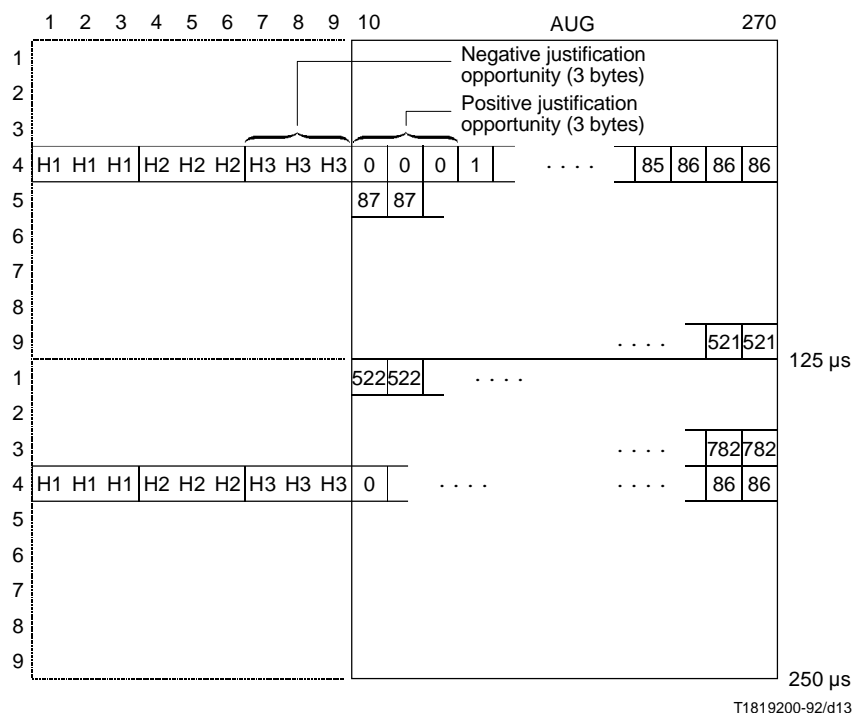 1 2 3 4 5 6 7 8 9 10 AUG 270
1
Negative justification
opportunity (3 bytes)
2
Positive justification
opportunity (3 bytes)
3
4 H1 H1 H1 H2 H2 H2 H3 H3 H3 0 0 0 1 . . . . 85 86 86 86
5 87 87
6
7
8
9 . . . . 521 521
125 µs
1 522 522 . . . .
2
3 . . . . 782 782
4 H1 H1 H1 H2 H2 H2 H3 H3 H3 0 . . . . . . . . 86 86
5
6
7
8
9
250 µs
T1819200-92/d13